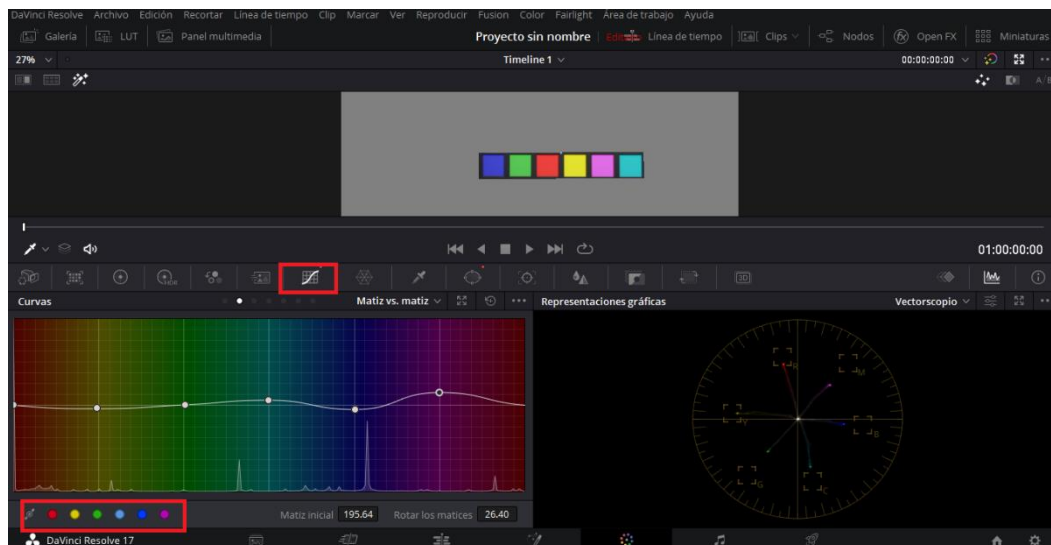 DaVinci Resolve Archivo Edición Recortar Línea de tiempo Clip Marcar Ver Reproducir Fusion Color Fairlight Área de trabajo Ayuda
Galería LUT Panel multimedia Proyecto sin nombre Línea de tiempo Clips Nodos Open FX Miniaturas
27% Timeline 1 00:00:00:00
A/B
01:00:00:00
3D
Curvas Matiz vs. matiz Representaciones gráficas Vectorscopio
R
M
Y
B
G
C
Matiz inicial 195.64 Rotar los matices 26.40
DaVinci Resolve 17